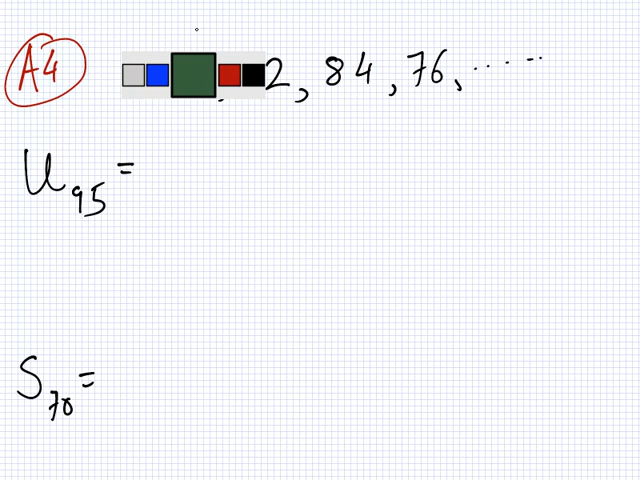 A4 2, 84, 76, ......
U95 =
S70 =